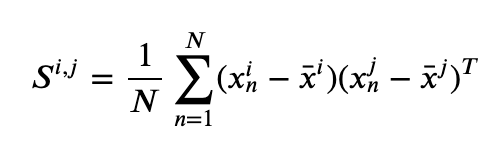 $S^{i,j} = \frac{1}{N} \sum_{n=1}^{N} (x_n^i - \bar{x}^i)(x_n^j - \bar{x}^j)^T$